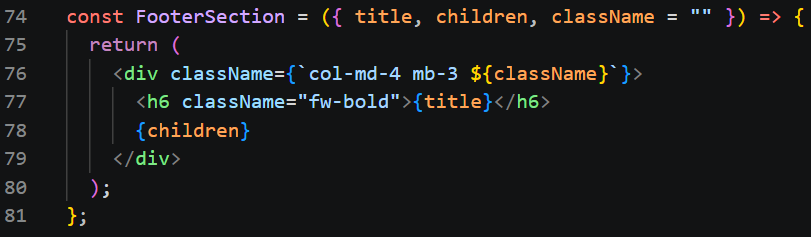 74 const FooterSection = ({ title, children, className = "" }) => {
75 return (
76 <div className={`col-md-4 mb-3 ${className}`}>
77 <h6 className="fw-bold">{title}</h6>
78 {children}
79 </div>
80 );
81 };